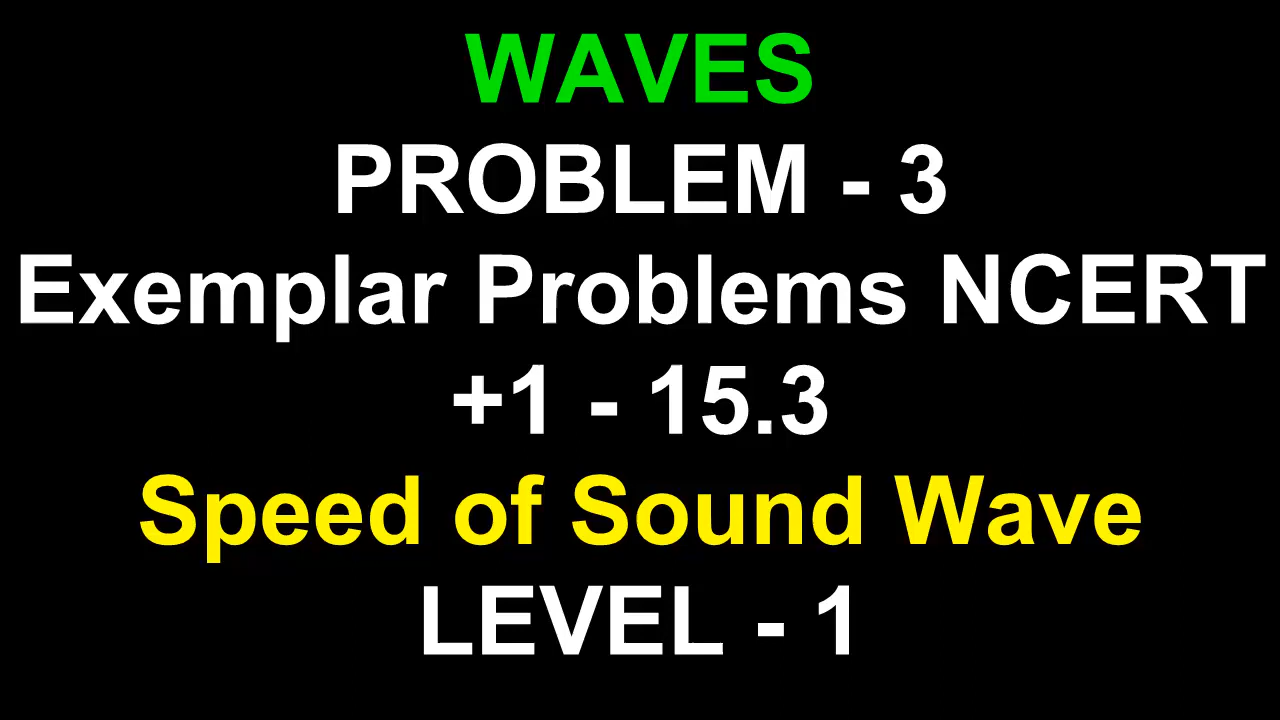 WAVES
PROBLEM - 3
Exemplar Problems NCERT
+1 - 15.3
Speed of Sound Wave
LEVEL - 1